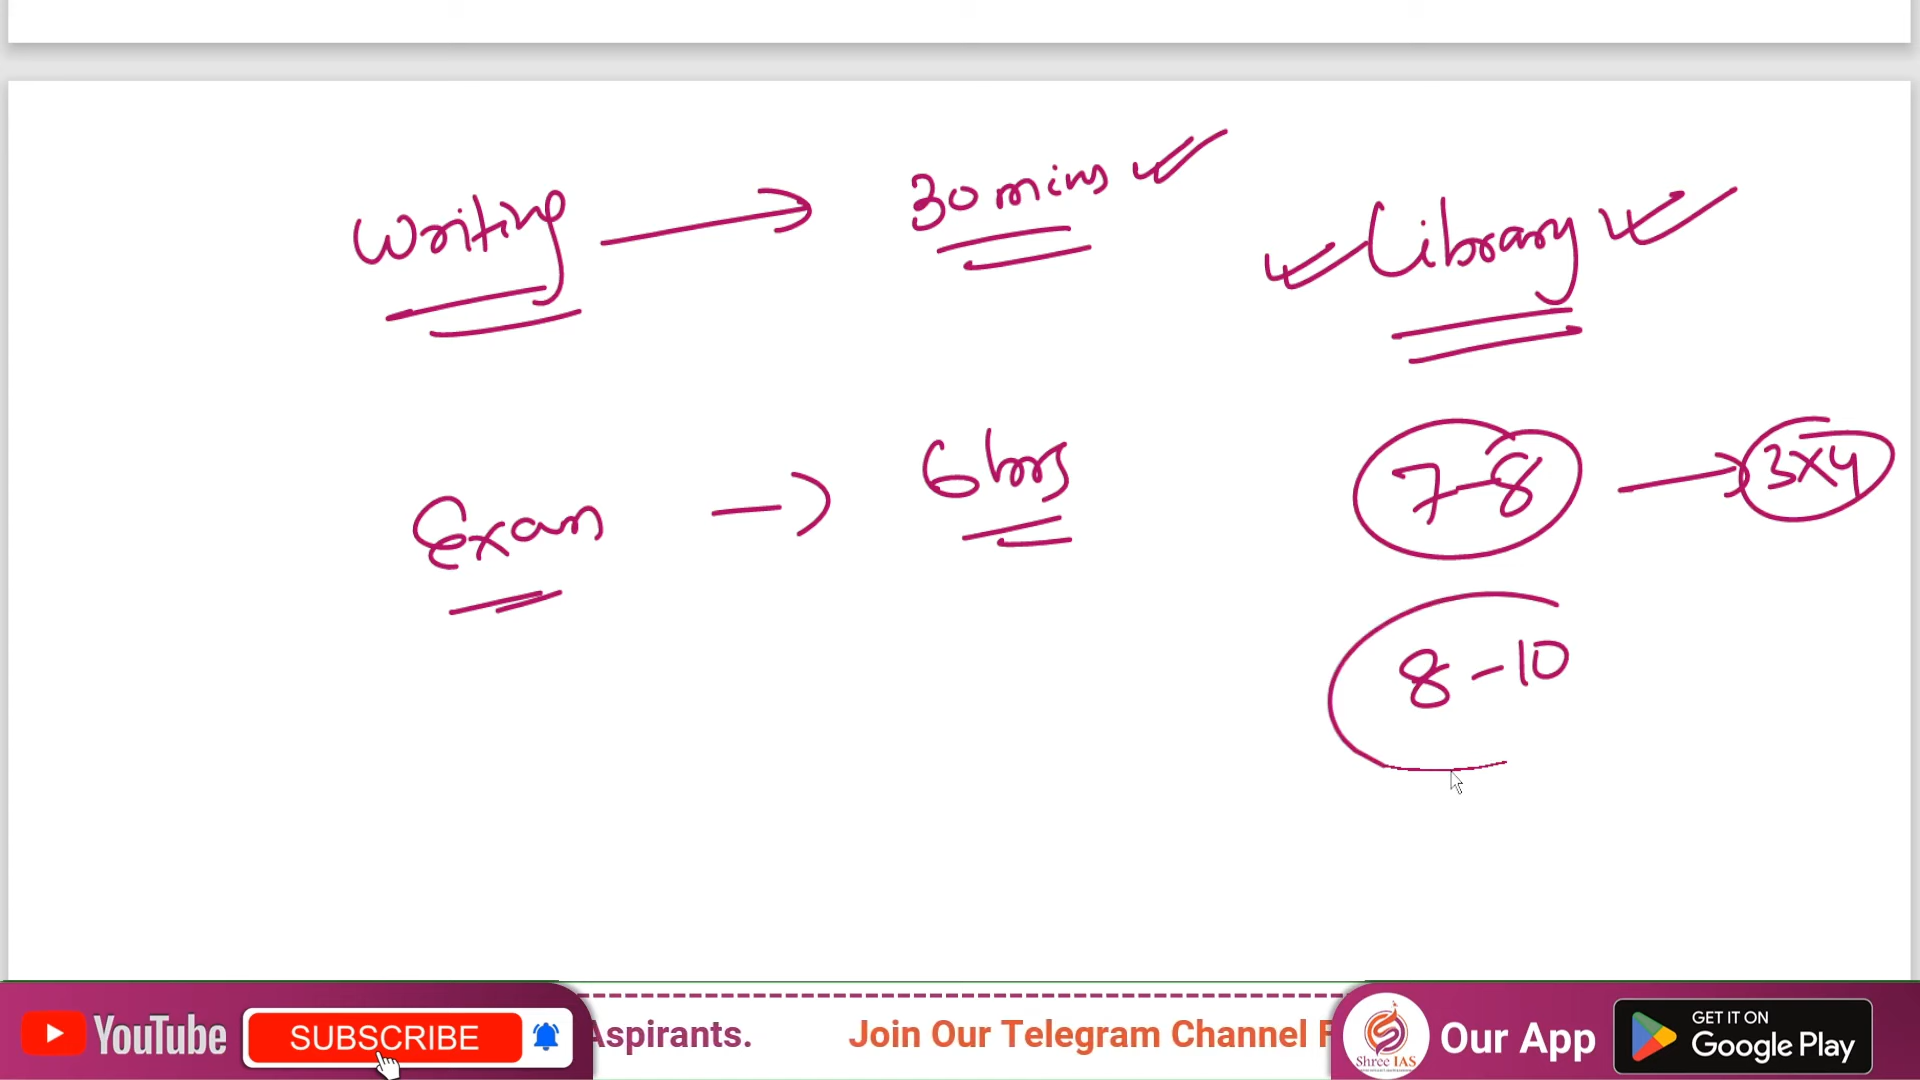 Writing → 30 mins
Library
Exam → 6 hrs
7-8 → 3x4
8-10
YouTube
SUBSCRIBE
Aspirants. Join Our Telegram Channel F
Shree IAS
Our App
GET IT ON
Google Play